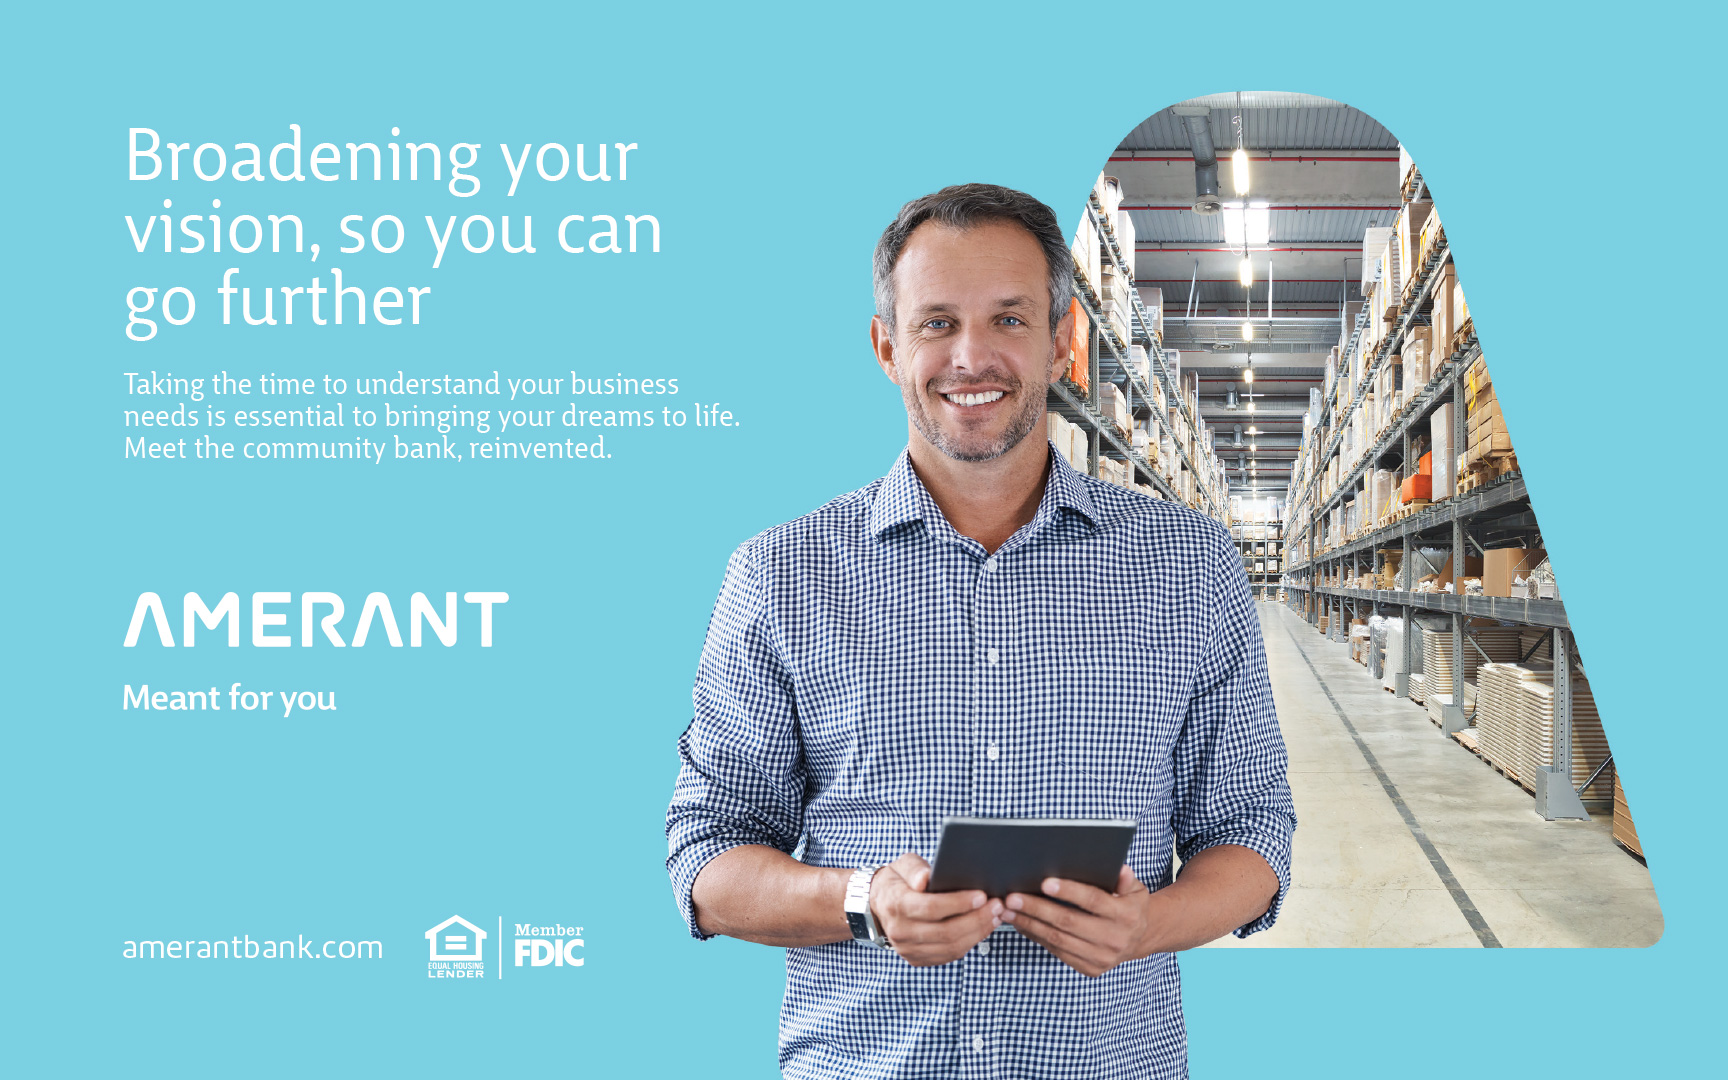 Broadening your
vision, so you can
go further
Taking the time to understand your business
needs is essential to bringing your dreams to life.
Meet the community bank, reinvented.
AMERANT
Meant for you
amerantbank.com
EQUAL HOUSING
LENDER
Member
FDIC